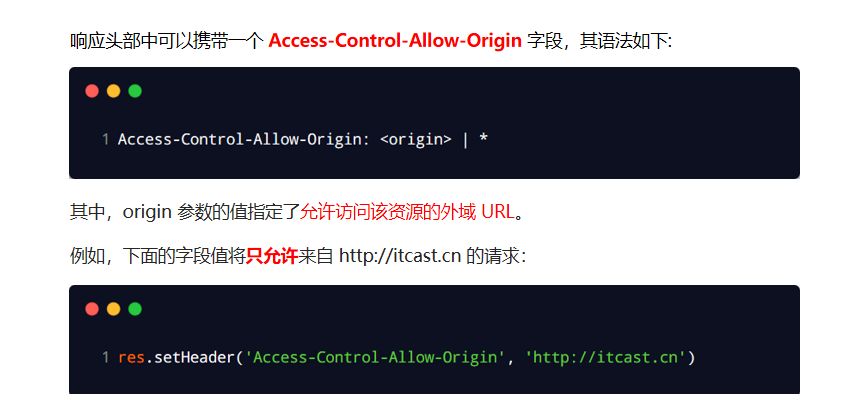 响应头部中可以携带一个 Access-Control-Allow-Origin 字段，其语法如下:
1 Access-Control-Allow-Origin: <origin> | *
其中，origin 参数的值指定了允许访问该资源的外域 URL。
例如，下面的字段值将只允许来自 http://itcast.cn 的请求：
1 res.setHeader('Access-Control-Allow-Origin', 'http://itcast.cn')